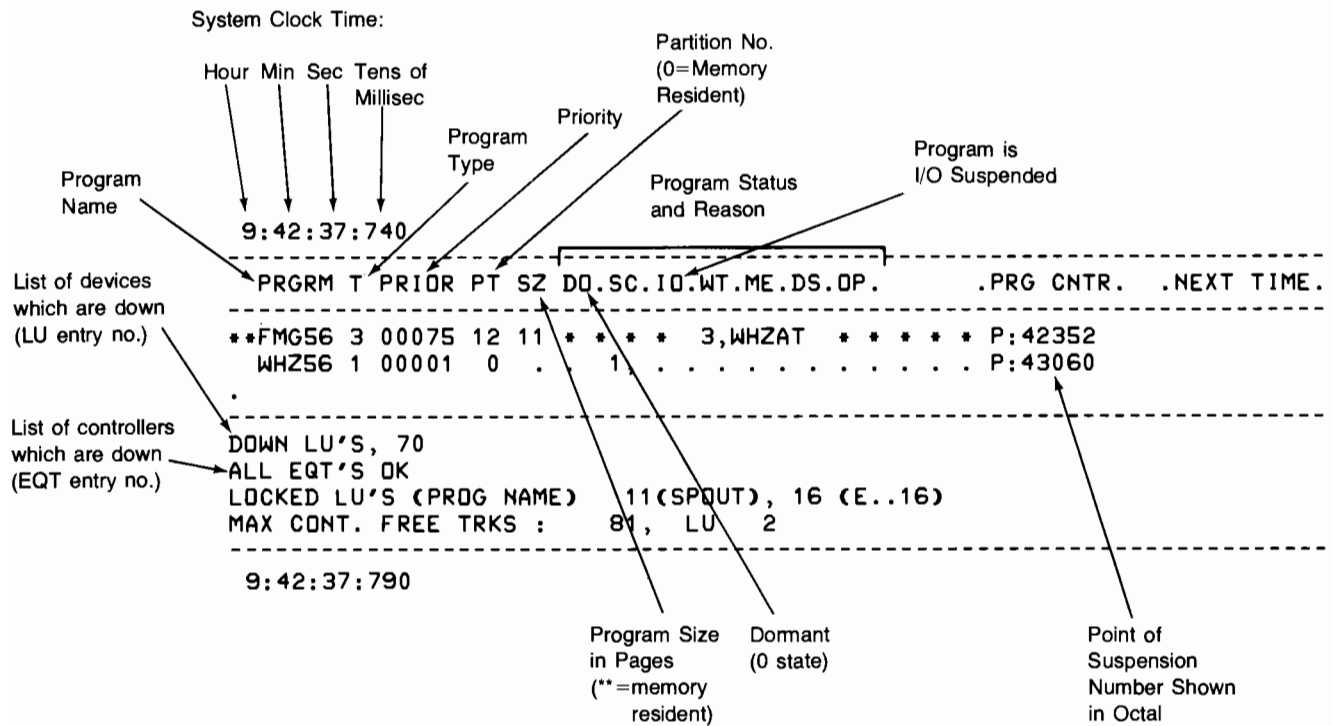 System Clock Time:
Hour Min Sec Tens of
Millisec
Partition No.
(0=Memory
Resident)
Priority
Program
Type
Program is
I/O Suspended
Program Status
and Reason
Program
Name
9:42:37:740
PRGRM T PRIOR PT SZ DO.SC.IO.WT.ME.DS.OP. .PRG CNTR. .NEXT TIME.
List of devices
which are down
(LU entry no.)
**FMG56 3 00075 12 11 * * * * 3,WHZAT * * * * * P:42352
WHZ56 1 00001 0 . . 1, . . . . . . . . . . . . P:43060
.
List of controllers
which are down
(EQT entry no.)
DOWN LU'S, 70
ALL EQT'S OK
LOCKED LU'S (PROG NAME) 11(SPOUT), 16 (E..16)
MAX CONT. FREE TRKS : 81, LU 2
9:42:37:790
Program Size
in Pages
(**=memory
resident)
Dormant
(0 state)
Point of
Suspension
Number Shown
in Octal